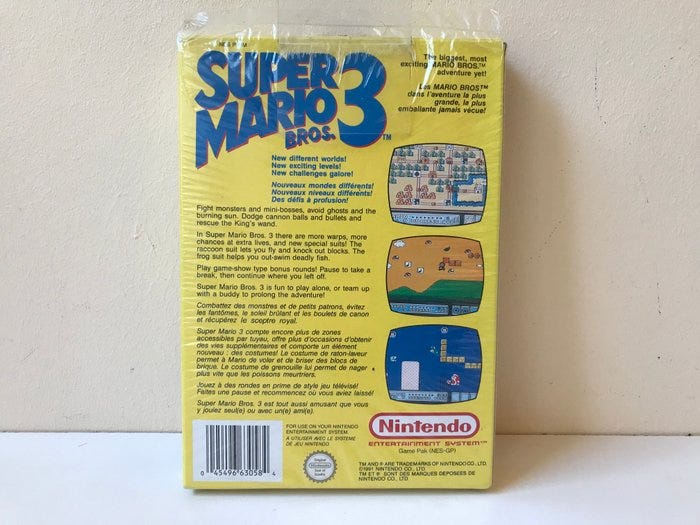 SUPER
MARIO
BROS. 3 TM
The biggest, most
exciting MARIO BROS.™
adventure yet!
Les MARIO BROS™
dans l'aventure la plus
grande, la plus
emballante jamais vécue!
New different worlds!
New exciting levels!
New challenges galore!
Nouveaux mondes différents!
Nouveaux niveaux différents!
Des défis à profusion!
Fight monsters and mini-bosses, avoid ghosts and the
burning sun. Dodge cannon balls and bullets and
rescue the King's wand.
In Super Mario Bros. 3 there are more warps, more
chances at extra lives, and new special suits! The
raccoon suit lets you fly and knock out blocks. The
frog suit helps you out-swim deadly fish.
Play game-show type bonus rounds! Pause to take a
break, then continue where you left off.
Super Mario Bros. 3 is fun to play alone, or team up
with a buddy to prolong the adventure!
Combattez des monstres et de petits patrons, évitez
les fantômes, le soleil brûlant et les boulets de canon
et récupérez le sceptre royal.
Super Mario 3 compte encore plus de zones
accessibles par tuyau, offre plus d'occasions d'obtenir
des vies supplémentaires et comporte un élément
nouveau : des costumes! Le costume de raton-laveur
permet à Mario de voler et de briser des blocs de
brique. Le costume de grenouille lui permet de nager
plus vite que les poissons meurtriers.
Jouez à des rondes en prime de style jeu télévisé!
Faites une pause et recommencez où vous aviez laissé!
Super Mario Bros. 3 est tout aussi amusant que vous
y jouiez seul(e) ou avec un(e) ami(e).
FOR USE ON YOUR NINTENDO
ENTERTAINMENT SYSTEM.
A UTILISER AVEC LE SYSTEME
DE JEU NINTENDO.
Nintendo
ENTERTAINMENT SYSTEM™
Game Pak (NES-GP)
Original
Nintendo
Seal of
Quality
TM AND ® ARE TRADEMARKS OF NINTENDO CO., LTD.
©1991 NINTENDO CO., LTD.
TM ET ® SONT DES MARQUES DEPOSEES DE
NINTENDO CO., LTD.
0 45496 63058 4